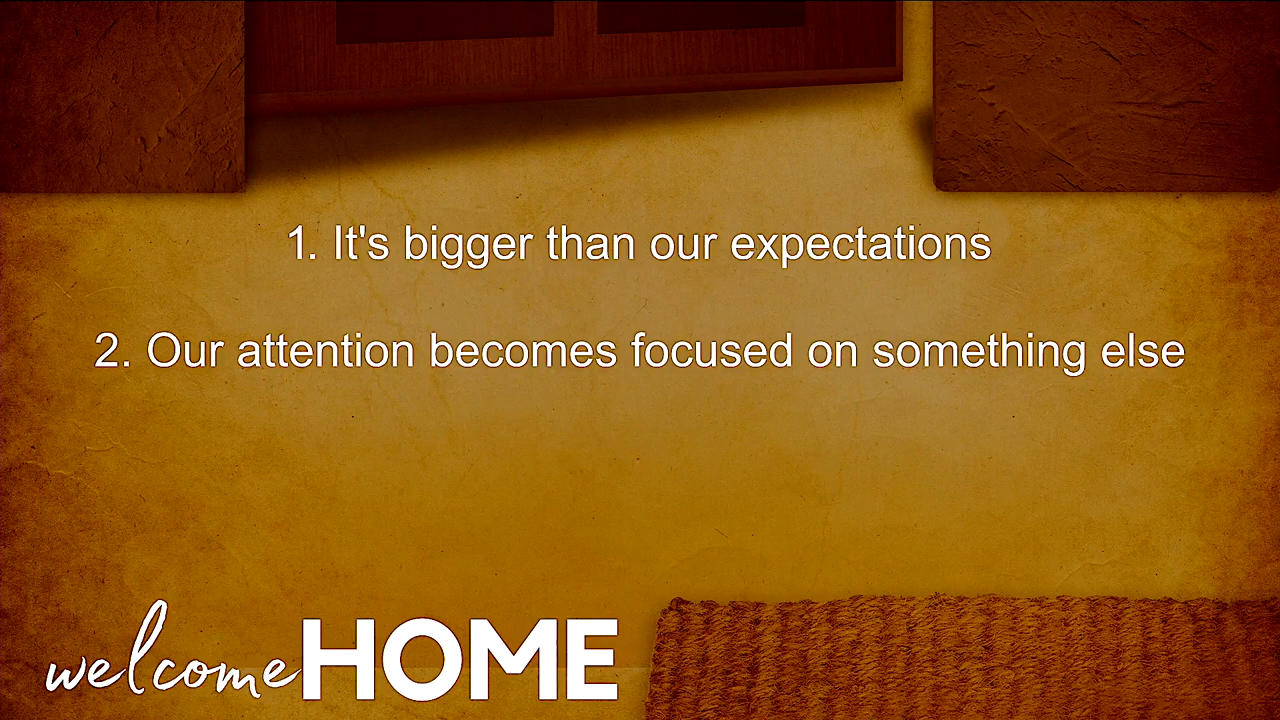 1. It's bigger than our expectations
2. Our attention becomes focused on something else
welcomeHOME